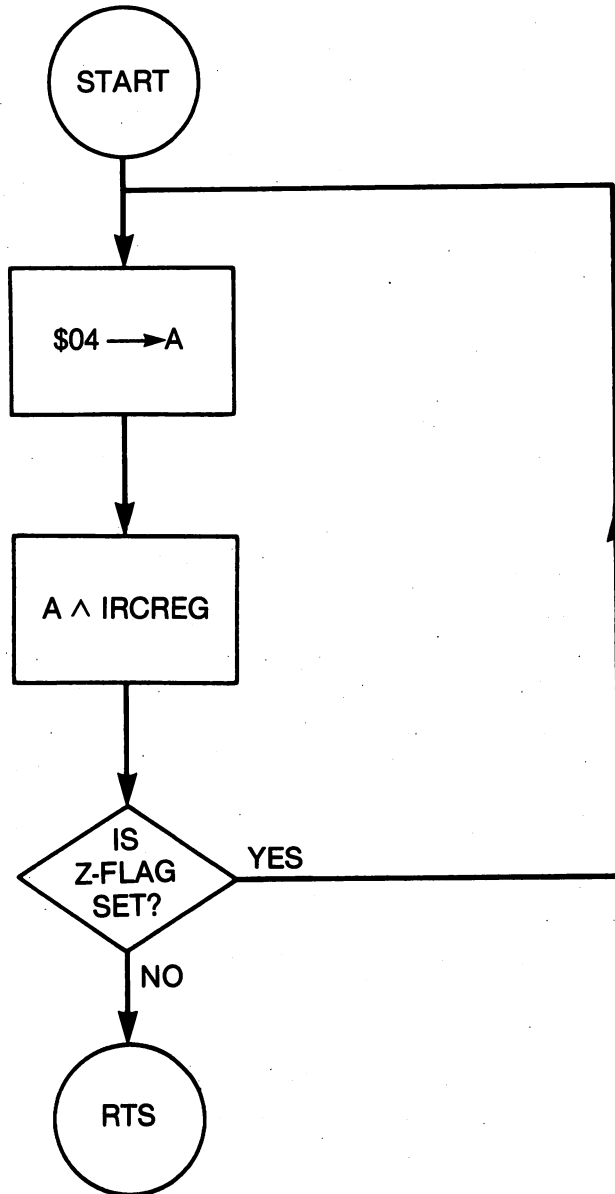 START
$04 → A
A ∧ IRCREG
IS
Z-FLAG
SET?
YES
NO
RTS